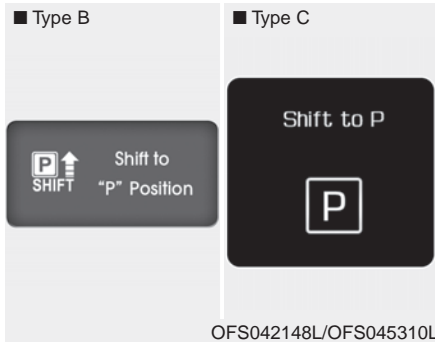 ■ Type B
P
SHIFT
Shift to
“P” Position
■ Type C
Shift to P
P
OFS042148L/OFS045310L